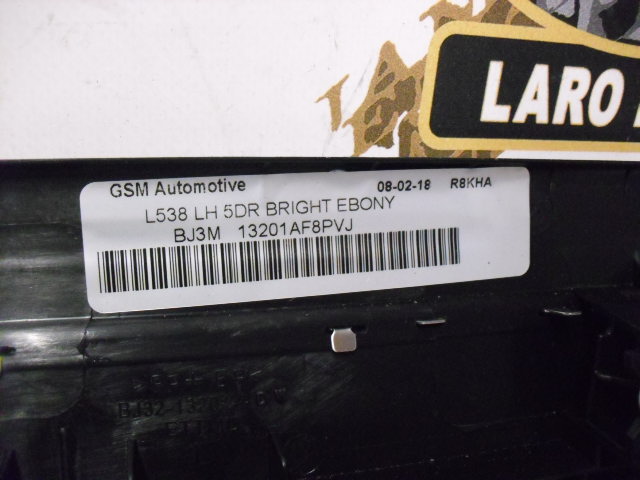 LARO
GSM Automotive 08-02-18 R8KHA
L538 LH 5DR BRIGHT EBONY
BJ3M 13201AF8PVJ